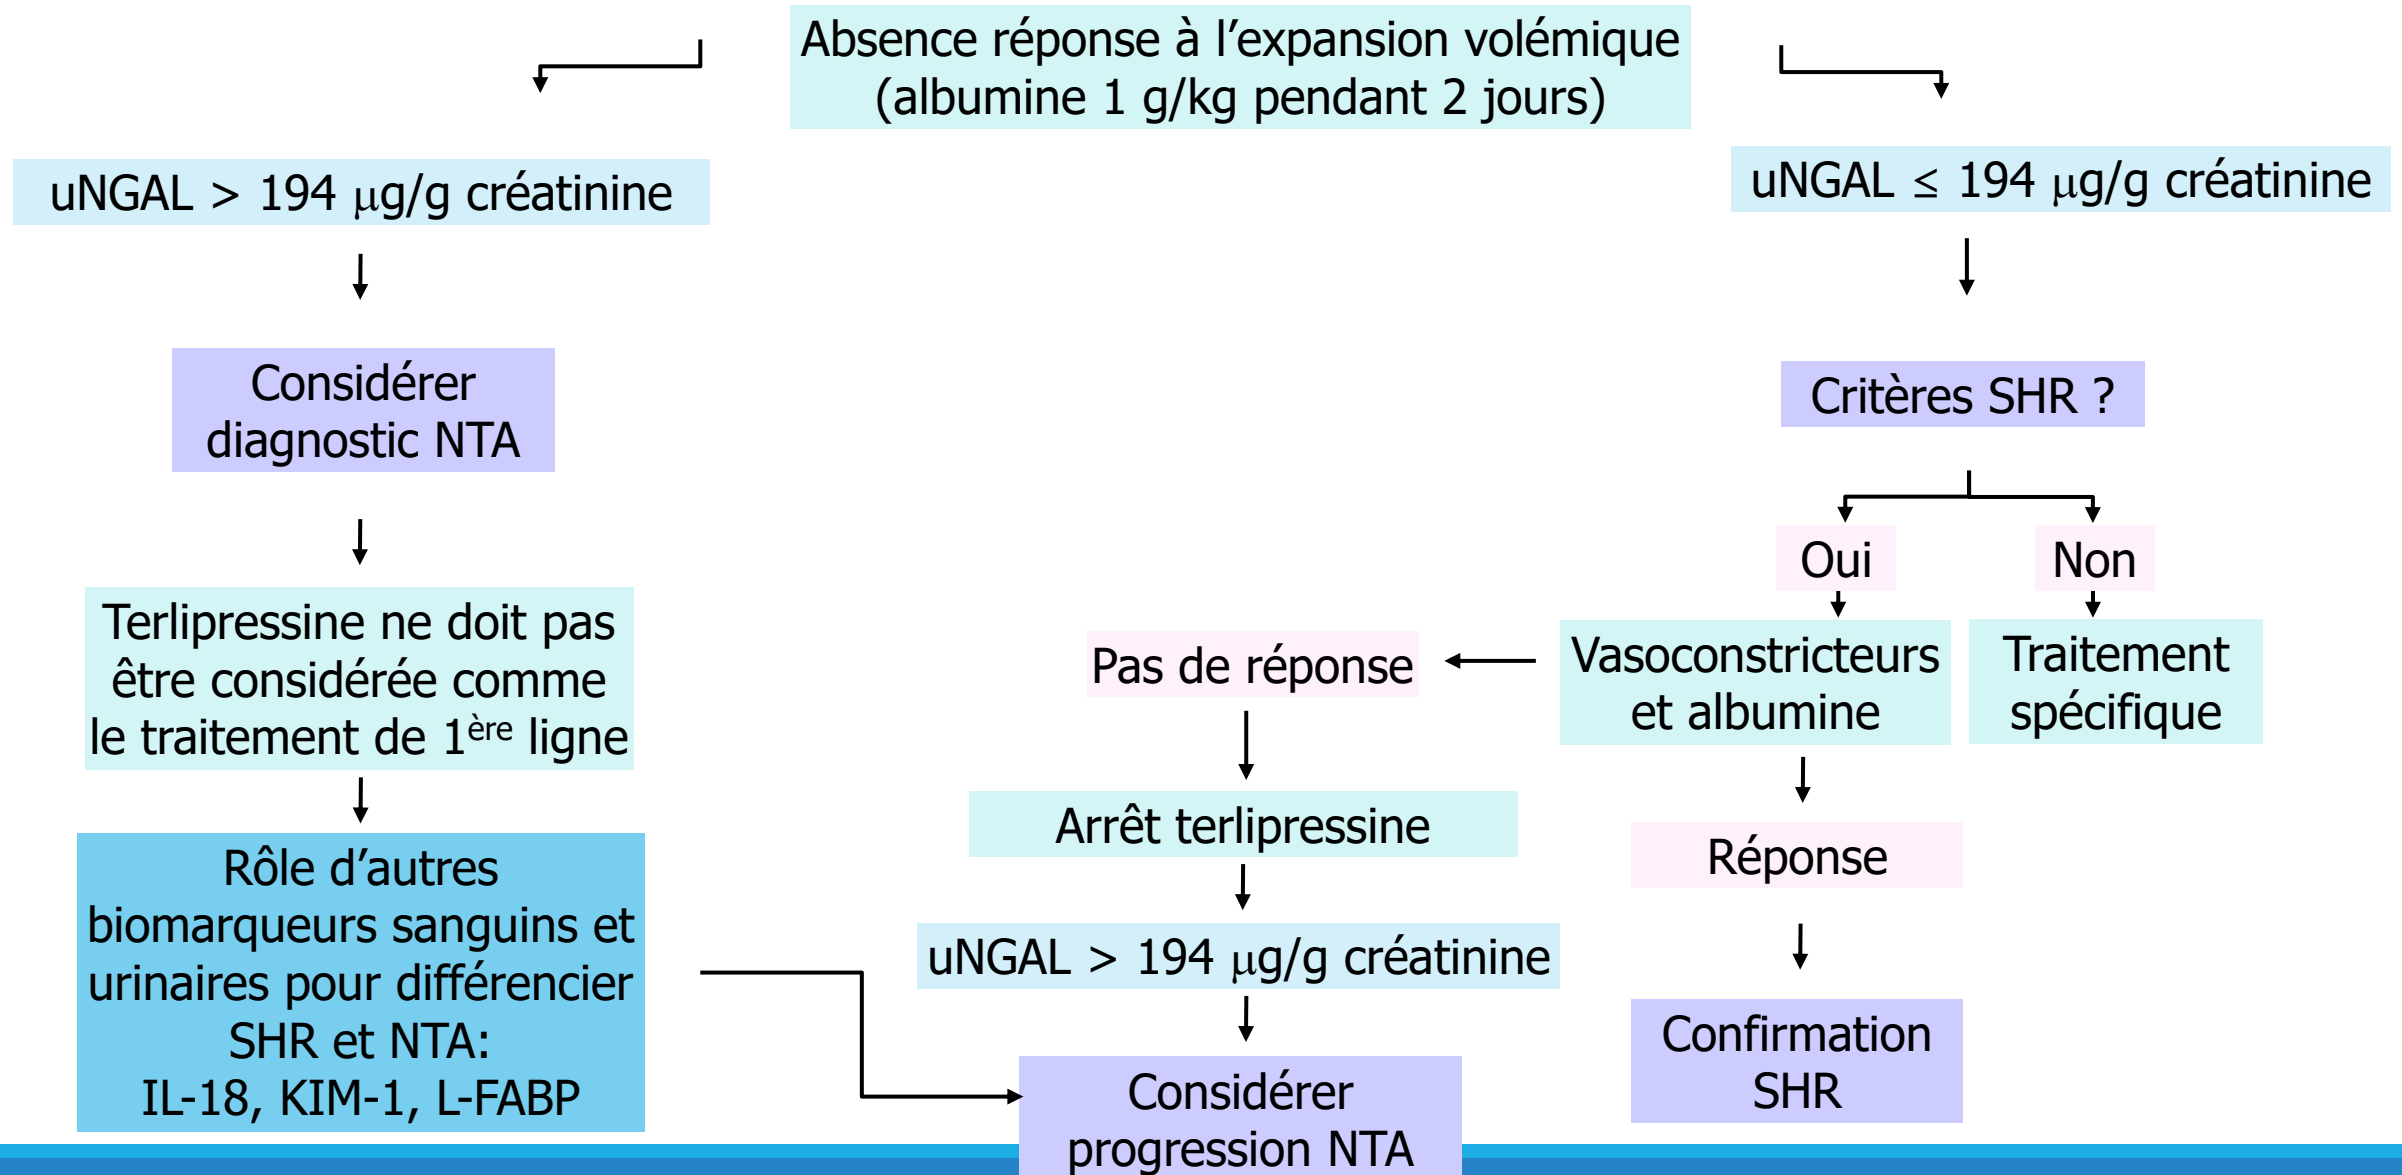 Absence réponse à l’expansion volémique
(albumine 1 g/kg pendant 2 jours)
uNGAL > 194 μg/g créatinine
uNGAL ≤ 194 μg/g créatinine
Considérer
diagnostic NTA
Critères SHR ?
Oui
Non
Terlipressine ne doit pas
être considérée comme
le traitement de 1ère ligne
Pas de réponse
Vasoconstricteurs
et albumine
Traitement
spécifique
Arrêt terlipressine
Réponse
Rôle d’autres
biomarqueurs sanguins et
urinaires pour différencier
SHR et NTA:
IL-18, KIM-1, L-FABP
uNGAL > 194 μg/g créatinine
Confirmation
SHR
Considérer
progression NTA